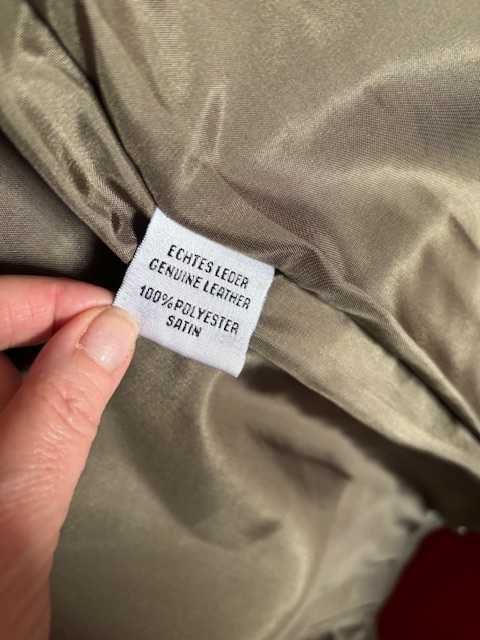 ECHTES LEDER
GENUINE LEATHER
100% POLYESTER
SATIN